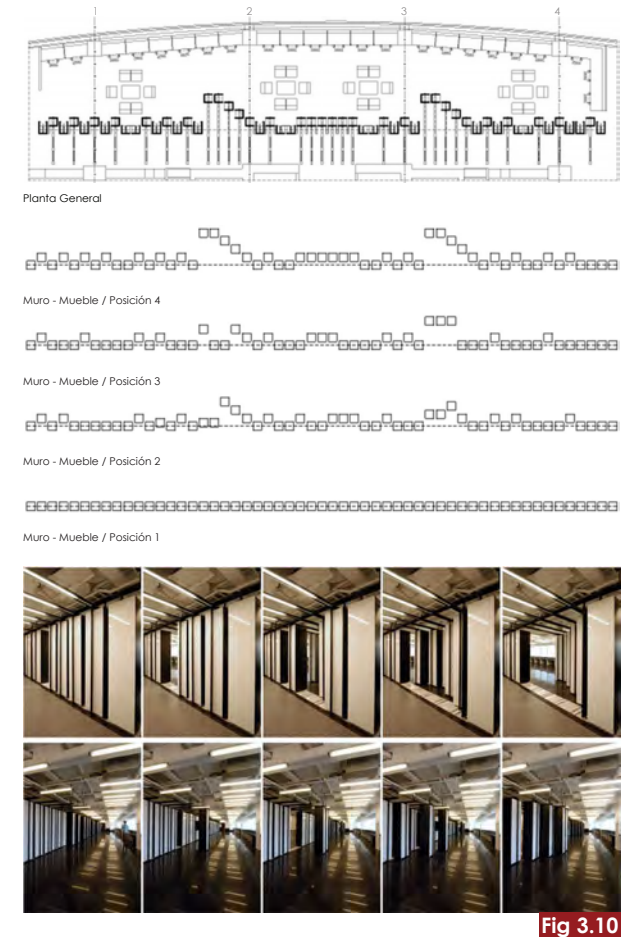 1 2 3 4
Planta General
Muro - Mueble / Posición 4
Muro - Mueble / Posición 3
Muro - Mueble / Posición 2
Muro - Mueble / Posición 1
Fig 3.10